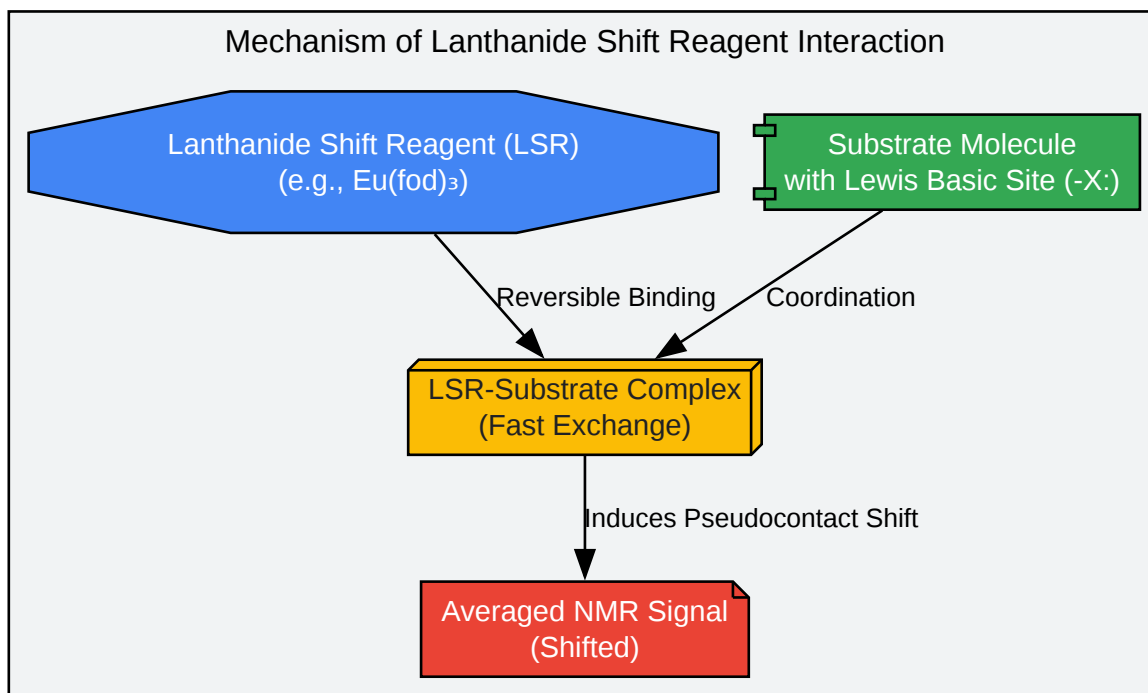 Mechanism of Lanthanide Shift Reagent Interaction
Lanthanide Shift Reagent (LSR)
(e.g., Eu(fod)₃)
Substrate Molecule
with Lewis Basic Site (-X:)
Reversible Binding
Coordination
LSR-Substrate Complex
(Fast Exchange)
Induces Pseudocontact Shift
Averaged NMR Signal
(Shifted)